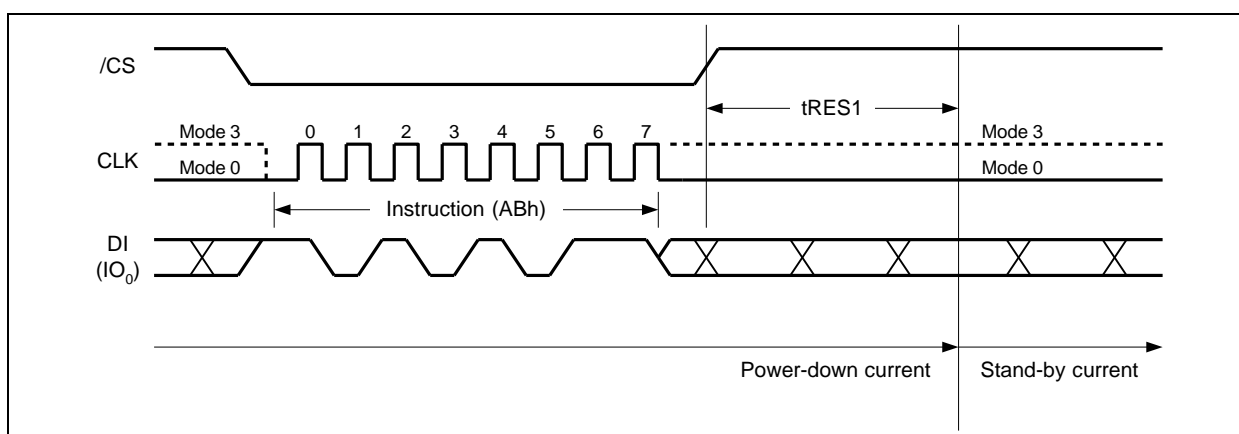 /CS
tRES1
Mode 3 0 1 2 3 4 5 6 7 Mode 3
CLK
Mode 0 Mode 0
Instruction (ABh)
DI
(IO₀)
Power-down current Stand-by current